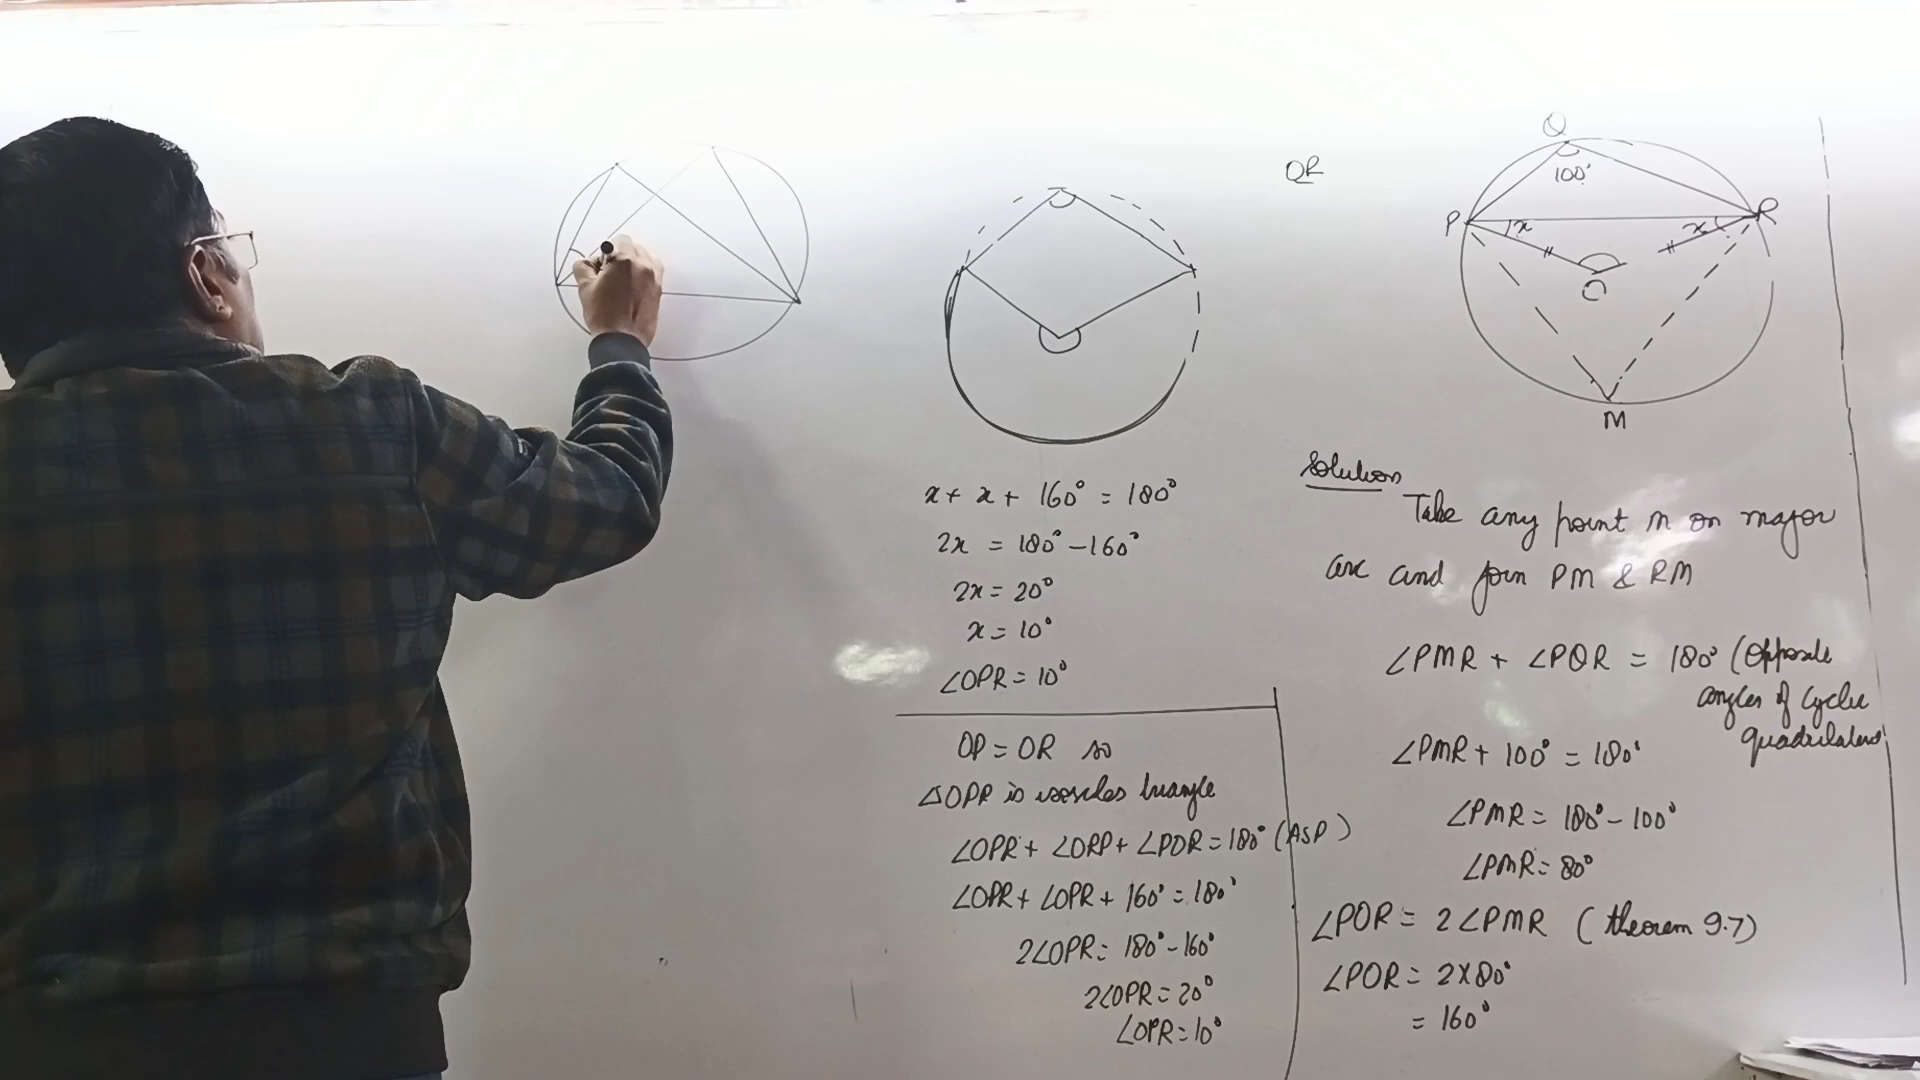 QR
Q
100°
P
x
x
R
O
M
Solution
Take any point M on major
arc and join PM & RM
∠PMR + ∠PQR = 180° (Opposite
angles of cyclic
quadrilateral)
∠PMR + 100° = 180°
∠PMR = 180° - 100°
∠PMR = 80°
∠POR = 2∠PMR (theorem 9.7)
∠POR = 2×80°
= 160°
x + x + 160° = 180°
2x = 180° - 160°
2x = 20°
x = 10°
∠OPR = 10°
OP = OR so
△OPR is isosceles triangle
∠OPR + ∠ORP + ∠POR = 180° (ASP)
∠OPR + ∠OPR + 160° = 180°
2∠OPR = 180° - 160°
2∠OPR = 20°
∠OPR = 10°